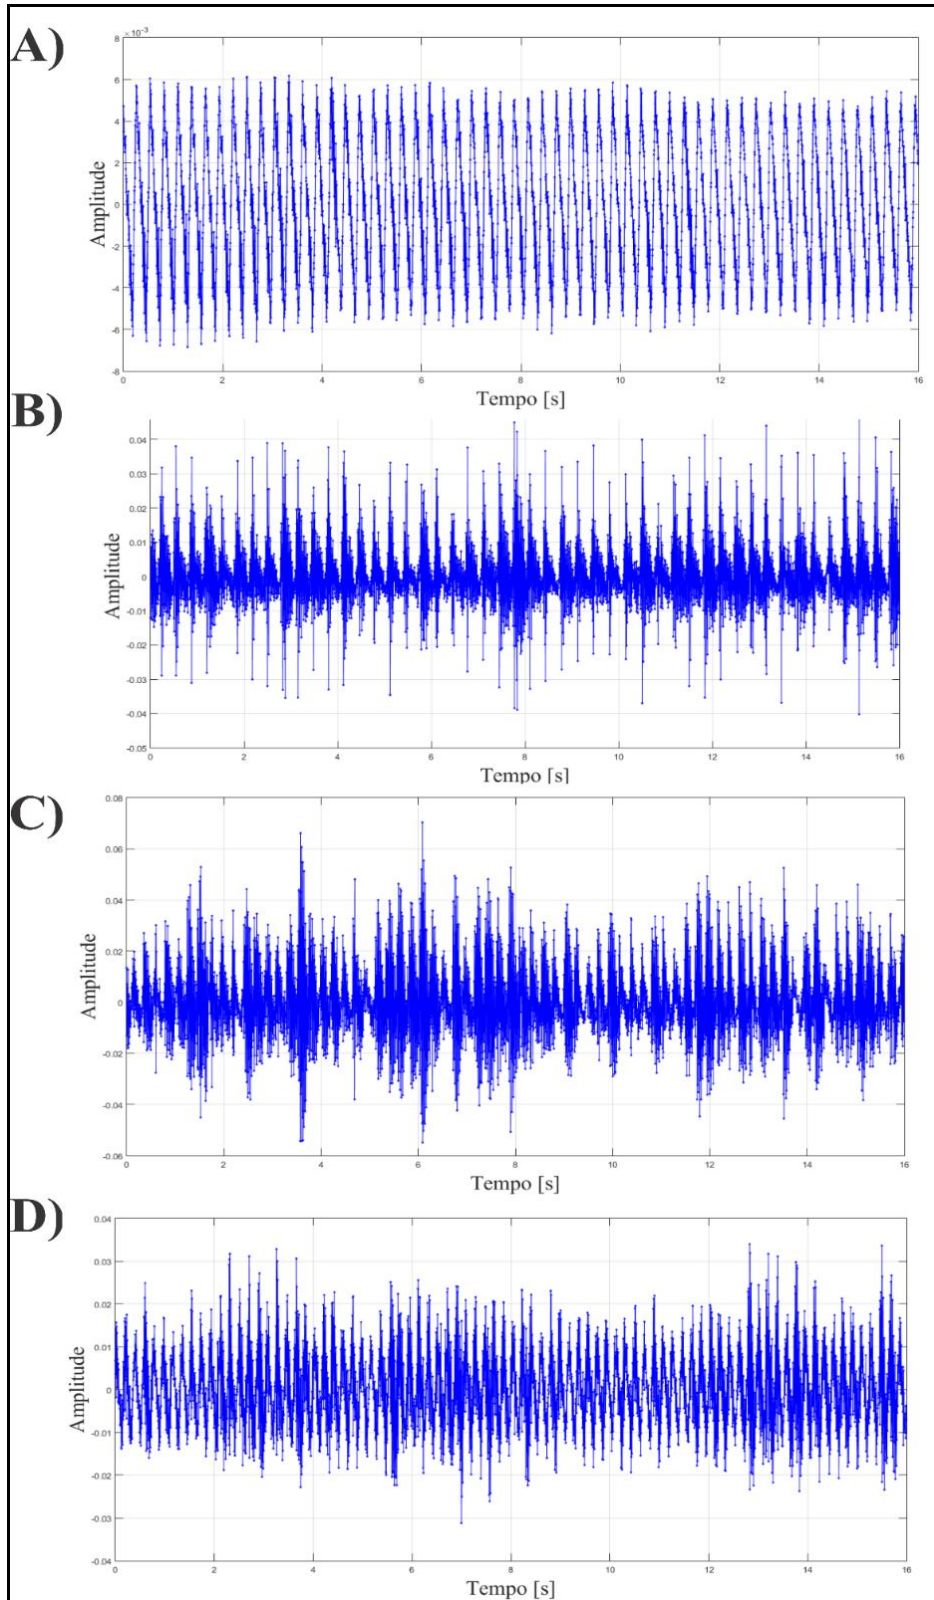 A)
×10⁻³
8
6
4
2
0
-2
-4
-6
-8
Amplitude
0 2 4 6 8 10 12 14 16
Tempo [s]
B)
0.04
0.03
0.02
0.01
0
-0.01
-0.02
-0.03
-0.04
-0.05
Amplitude
0 2 4 6 8 10 12 14 16
Tempo [s]
C)
0.08
0.06
0.04
0.02
0
-0.02
-0.04
-0.06
Amplitude
0 2 4 6 8 10 12 14 16
Tempo [s]
D)
0.04
0.03
0.02
0.01
0
-0.01
-0.02
-0.03
-0.04
Amplitude
0 2 4 6 8 10 12 14 16
Tempo [s]